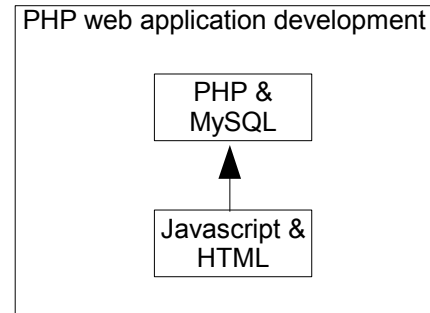 PHP web application development
PHP &
MySQL
Javascript &
HTML